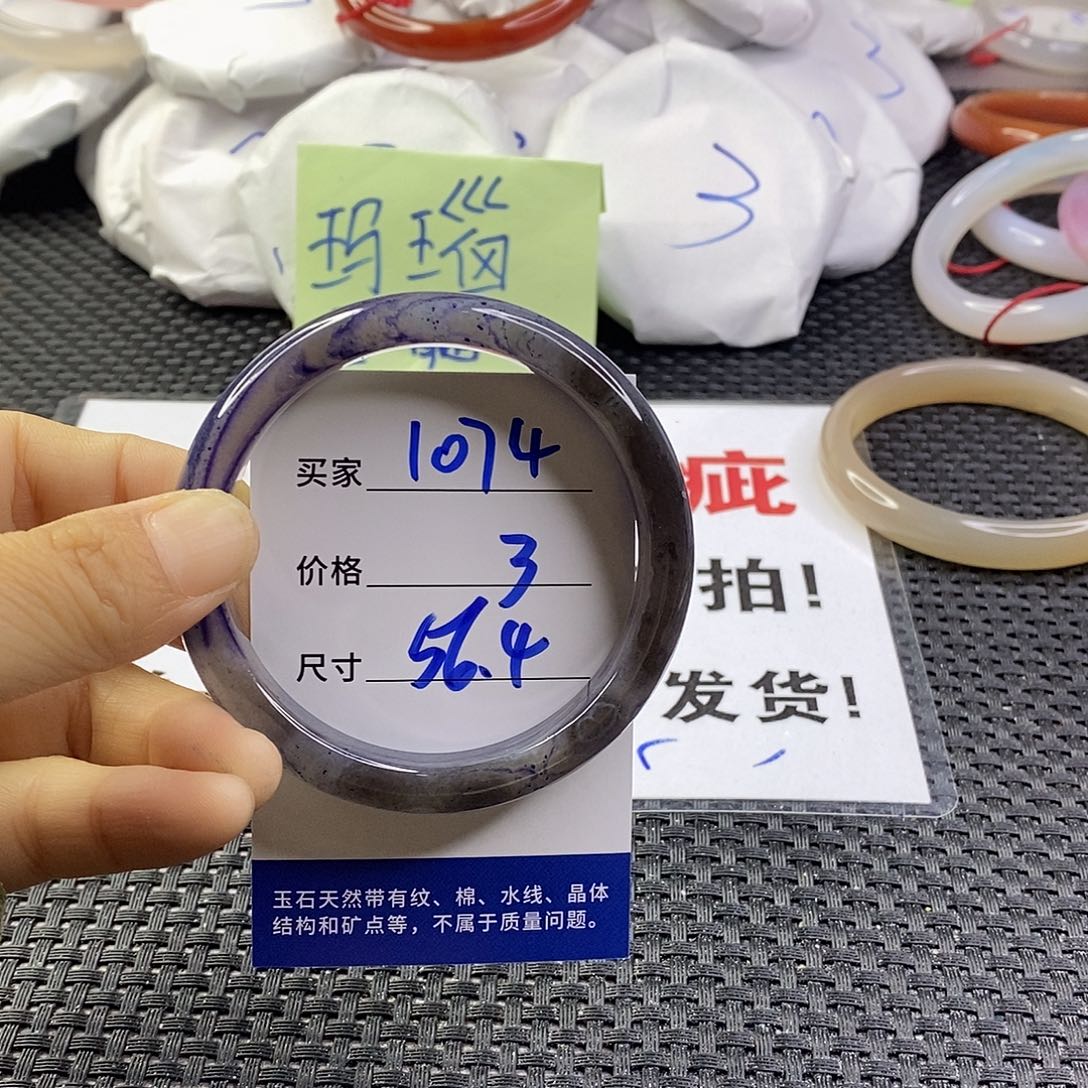 3
3
玛瑙
买家 1074
疵
价格 3
拍!
尺寸 56.4
发货!
玉石天然带有纹、棉、水线、晶体
结构和矿点等，不属于质量问题。